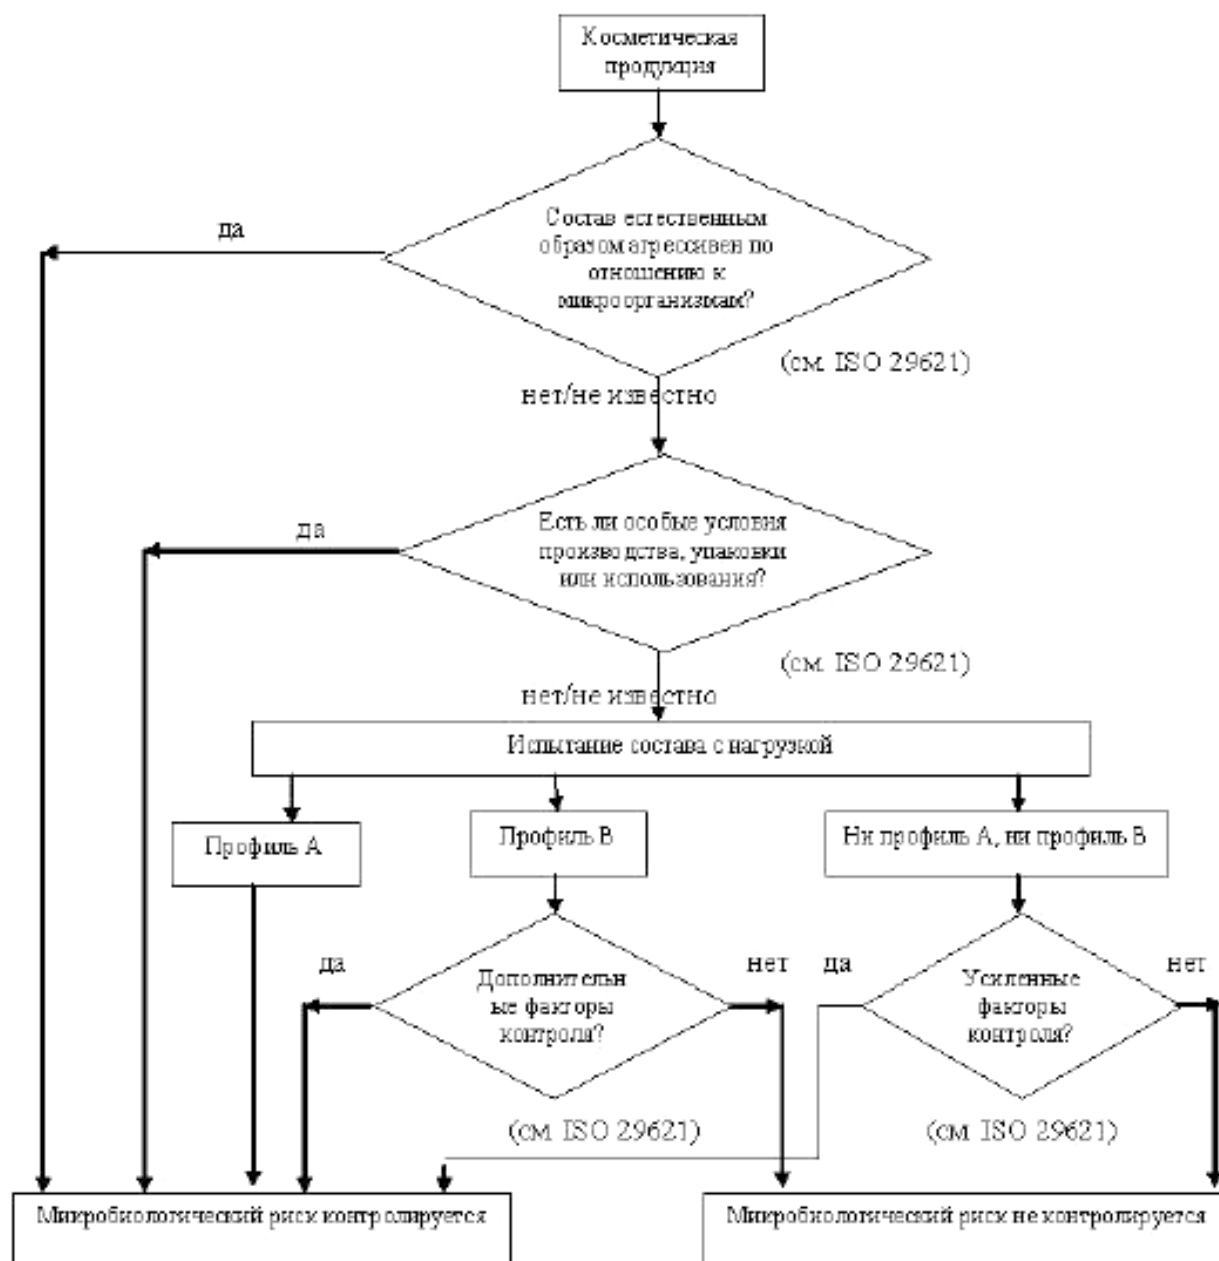 Косметическая
продукция
Состав естественным
образом агрессивен по
отношению к
микроорганизмам?
да
(см. ISO 29621)
нет/не известно
Есть ли особые условия
производства, упаковки
или использования?
да
(см. ISO 29621)
нет/не известно
Испытание состава с нагрузкой
Профиль А
Профиль В
Ни профиль А, ни профиль В
да
Дополнительн
ые факторы
контроля?
нет
да
Усиленные
факторы
контроля?
нет
(см. ISO 29621)
(см. ISO 29621)
Микробиологический риск контролируется
Микробиологический риск не контролируется